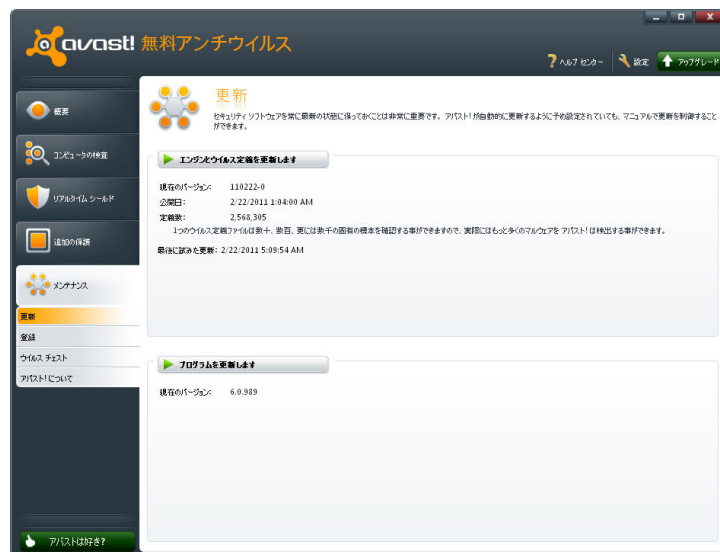 avast! 無料アンチウイルス
? ヘルプ センター 設定 アップグレード
概要
コンピュータの検査
リアルタイム シールド
追加の保護
メンテナンス
更新
登録
ウイルス チェスト
アバスト! について
アバストは好き?
更新
セキュリティ ソフトウェアを常に最新の状態に保っておくことは非常に重要です。アバスト! が自動的に更新するように予め設定されていても、マニュアルで更新を制御すること
ができます。
エンジンとウイルス定義を更新します
現在のバージョン: 110222-0
公開日: 2/22/2011 1:04:00 AM
定義数: 2,568,305
1つのウイルス定義ファイルは数十、数百、更には数千の固有の標本を確認する事ができますので、実際にはもっと多くのマルウェアを アバスト! は検出する事ができます。
最後に試みた更新: 2/22/2011 5:09:54 AM
プログラムを更新します
現在のバージョン: 6.0.989